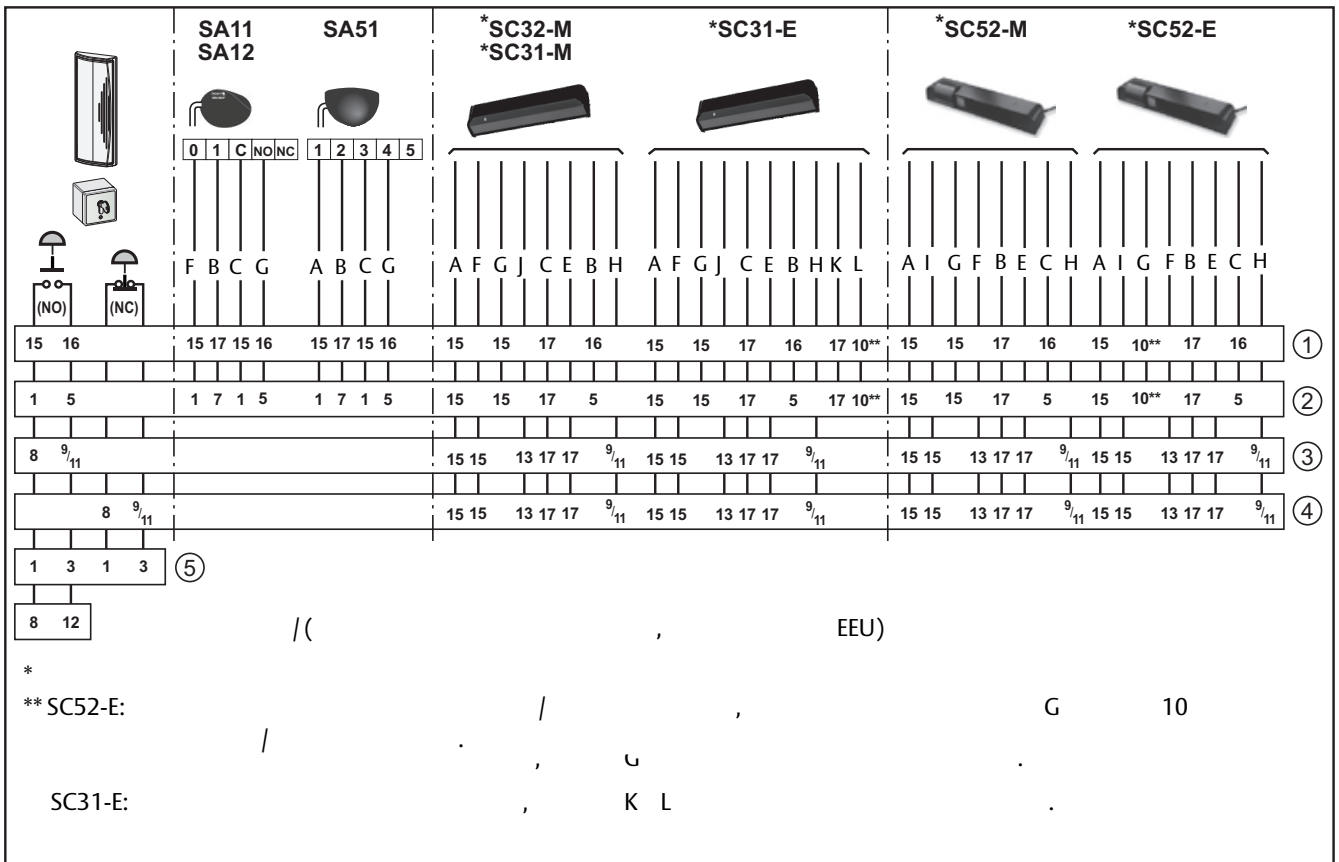 SA11 SA51 *SC32-M *SC31-E *SC52-M *SC52-E
SA12 *SC31-M
0 1 C NO NC 1 2 3 4 5
F B C G A B C G A F G J C E B H A F G J C E B H K L A I G F B E C H A I G F B E C H
(NO) (NC)
15 16 15 17 15 16 15 17 15 16 15 15 17 16 15 15 17 16 17 10** 15 15 17 16 15 10** 17 16 ①
1 5 1 7 1 5 1 7 1 5 15 15 17 5 15 15 17 5 17 10** 15 15 17 5 15 10** 17 5 ②
8 9/11 15 15 13 17 17 9/11 15 15 13 17 17 9/11 15 15 13 17 17 9/11 15 15 13 17 17 9/11 ③
8 9/11 15 15 13 17 17 9/11 15 15 13 17 17 9/11 15 15 13 17 17 9/11 15 15 13 17 17 9/11 ④
1 3 1 3 ⑤
8 12 / ( , EEU)
*
** SC52-E: / , G 10
/ .
, G .
SC31-E: , K L .